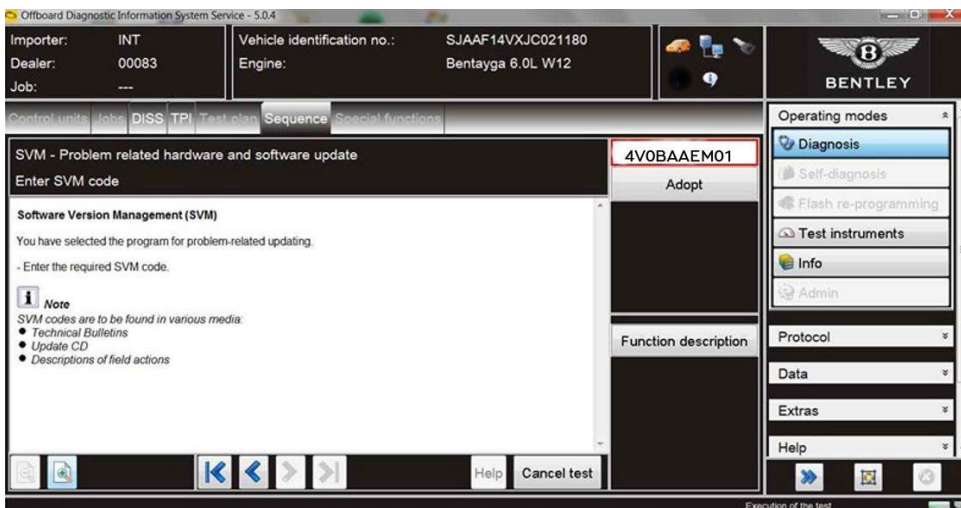 Offboard Diagnostic Information System Service - 5.0.4
Importer: INT
Dealer: 00083
Job: ---
Vehicle identification no.: SJAAF14VXJC021180
Engine: Bentayga 6.0L W12
B
BENTLEY
Control units Jobs DISS TPI Test plan Sequence Special functions
SVM - Problem related hardware and software update
Enter SVM code
4V0BAAEM01
Adopt
Software Version Management (SVM)
You have selected the program for problem-related updating.
- Enter the required SVM code.
i Note
SVM codes are to be found in various media:
Technical Bulletins
Update CD
Descriptions of field actions
Function description
Help
Cancel test
Operating modes
Diagnosis
Self-diagnosis
Flash re-programming
Test instruments
Info
Admin
Protocol
Data
Extras
Help
Execution of the test